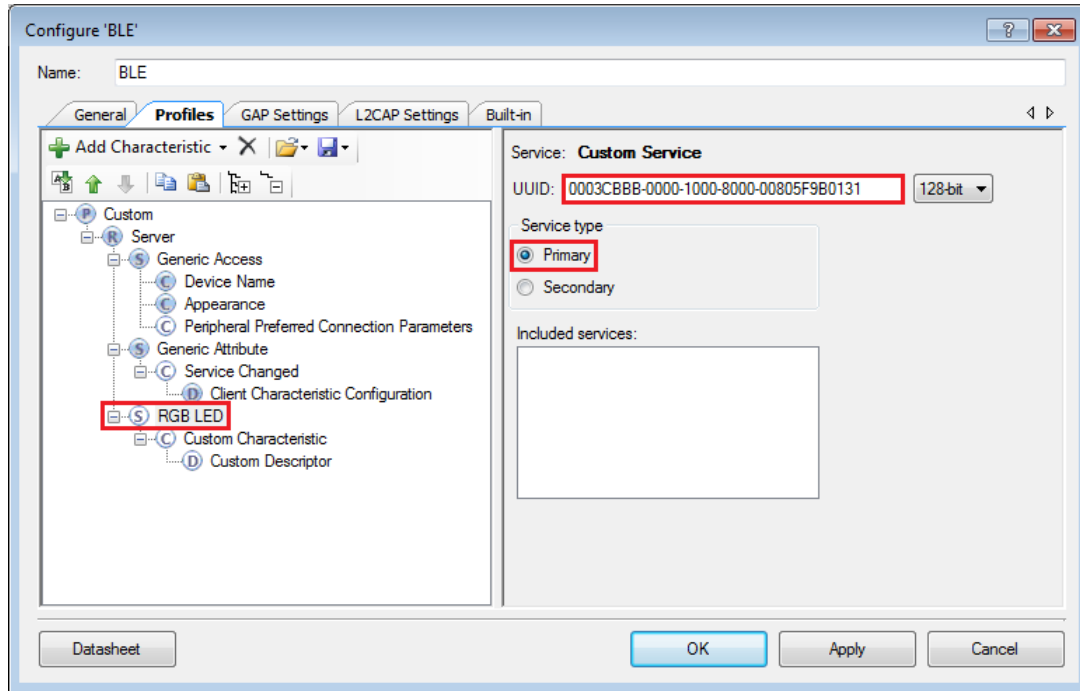 Configure 'BLE'
Name: BLE
General Profiles GAP Settings L2CAP Settings Built-in
Add Characteristic
P Custom
R Server
S Generic Access
C Device Name
C Appearance
C Peripheral Preferred Connection Parameters
S Generic Attribute
C Service Changed
D Client Characteristic Configuration
S RGB LED
C Custom Characteristic
D Custom Descriptor
Service: Custom Service
UUID: 0003CBBB-0000-1000-8000-00805F9B0131 128-bit
Service type
Primary
Secondary
Included services:
Datasheet OK Apply Cancel